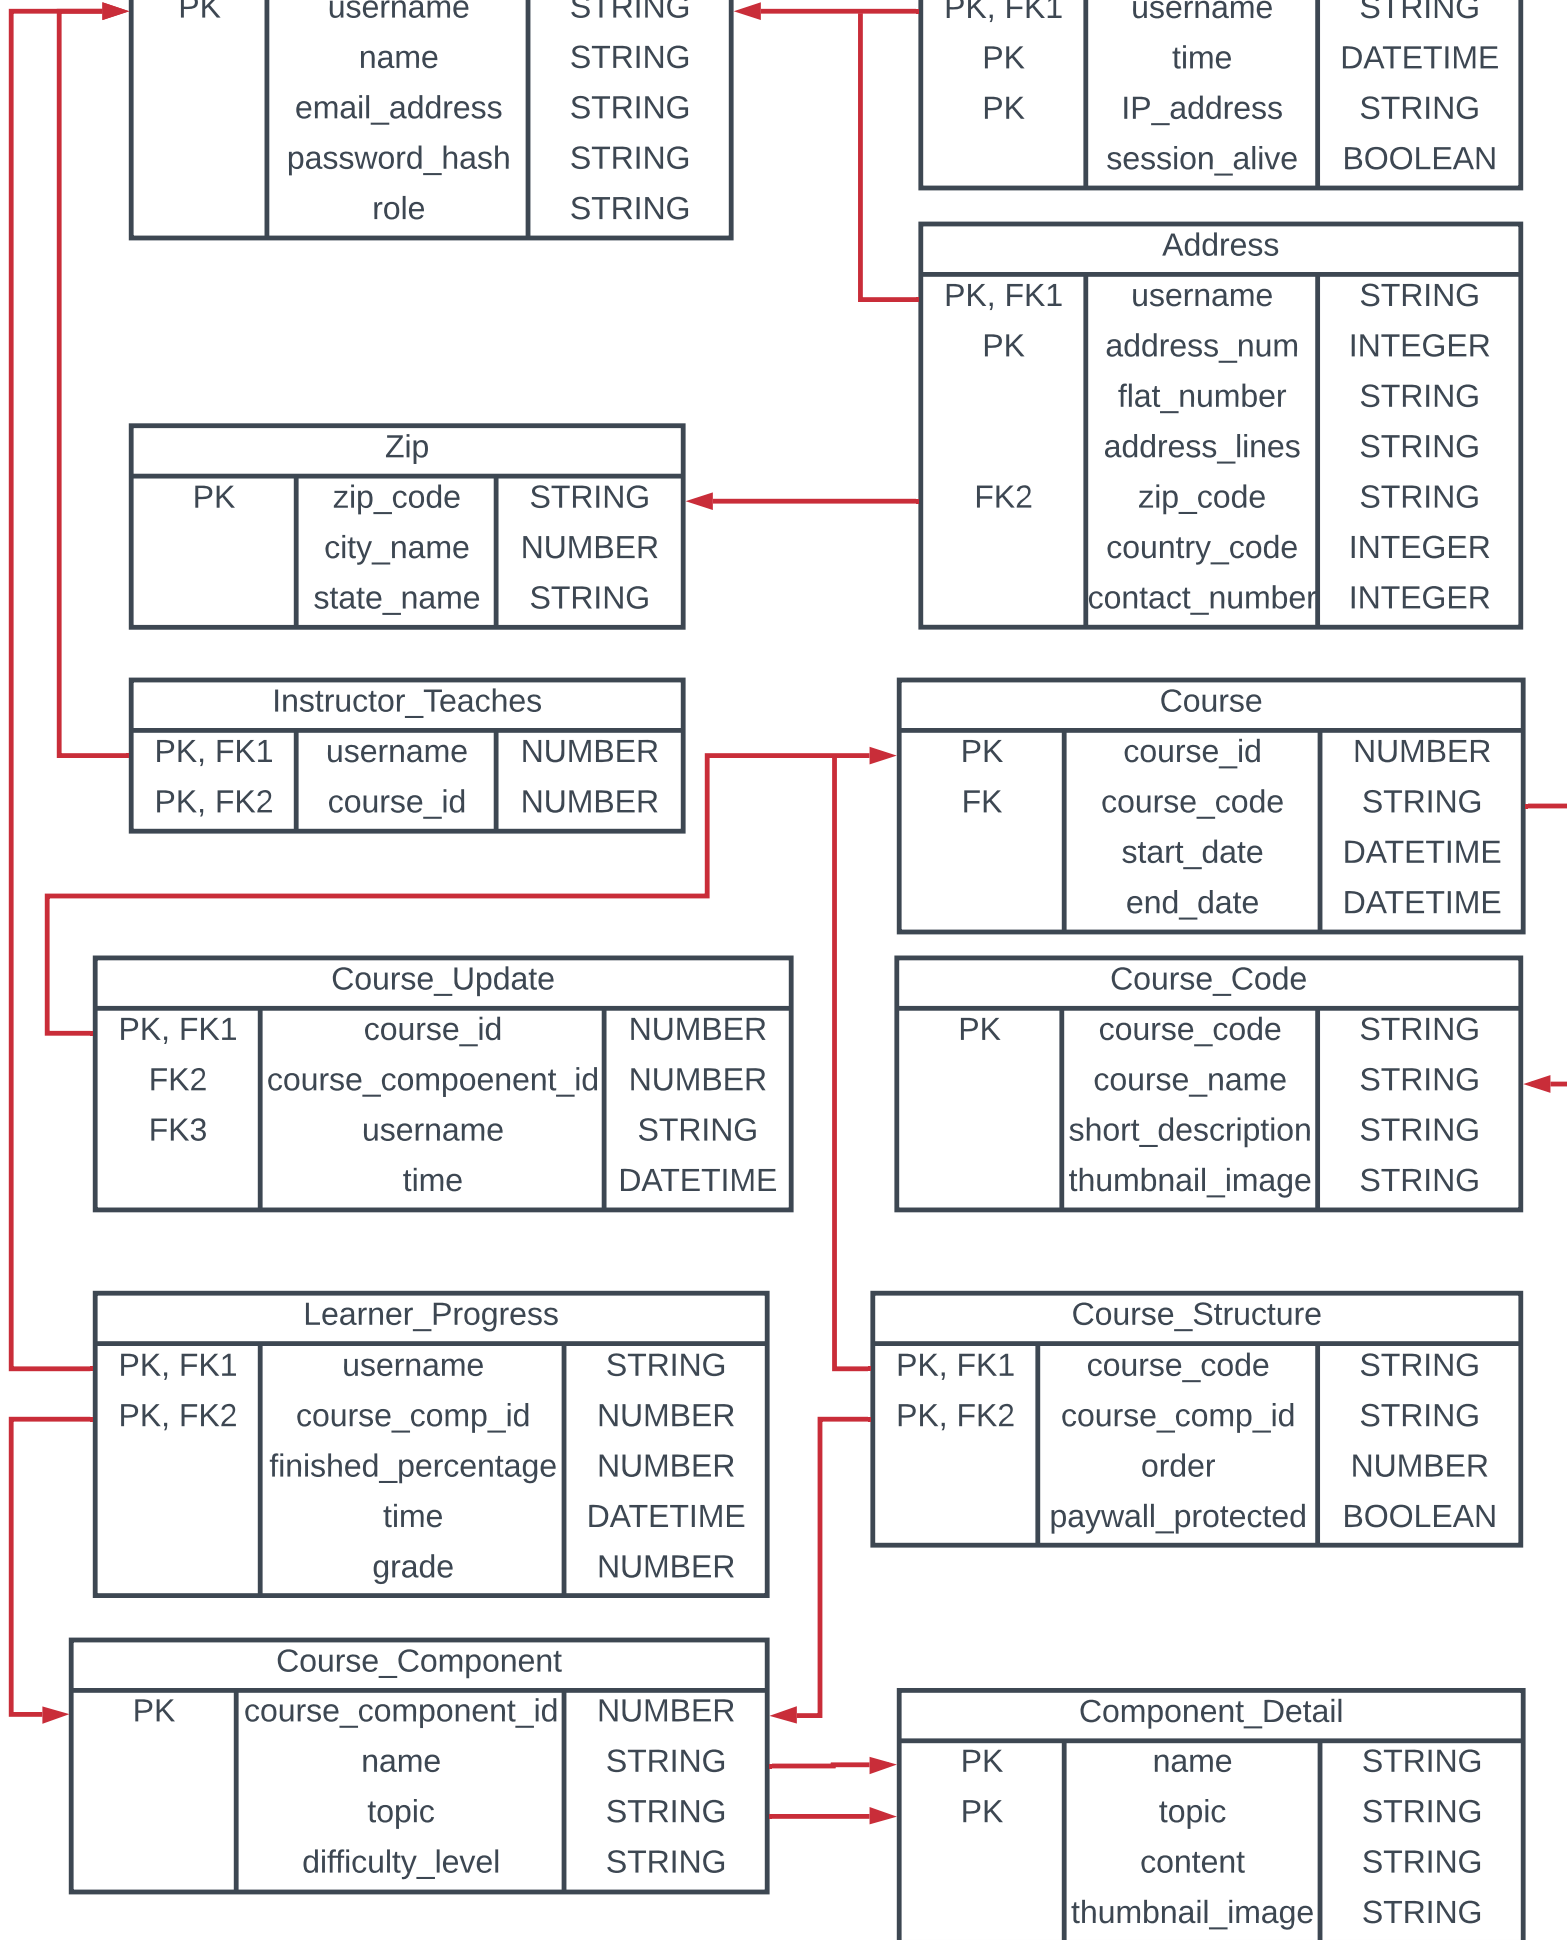 PK username STRING
name STRING
email_address STRING
password_hash STRING
role STRING
PK, FK1 username STRING
PK time DATETIME
PK IP_address STRING
session_alive BOOLEAN
Address
PK, FK1 username STRING
PK address_num INTEGER
flat_number STRING
address_lines STRING
FK2 zip_code STRING
country_code INTEGER
contact_number INTEGER
Zip
PK zip_code STRING
city_name NUMBER
state_name STRING
Instructor_Teaches
PK, FK1 username NUMBER
PK, FK2 course_id NUMBER
Course
PK course_id NUMBER
FK course_code STRING
start_date DATETIME
end_date DATETIME
Course_Update
PK, FK1 course_id NUMBER
FK2 course_compoenent_id NUMBER
FK3 username STRING
time DATETIME
Course_Code
PK course_code STRING
course_name STRING
short_description STRING
thumbnail_image STRING
Learner_Progress
PK, FK1 username STRING
PK, FK2 course_comp_id NUMBER
finished_percentage NUMBER
time DATETIME
grade NUMBER
Course_Structure
PK, FK1 course_code STRING
PK, FK2 course_comp_id STRING
order NUMBER
paywall_protected BOOLEAN
Course_Component
PK course_component_id NUMBER
name STRING
topic STRING
difficulty_level STRING
Component_Detail
PK name STRING
PK topic STRING
content STRING
thumbnail_image STRING